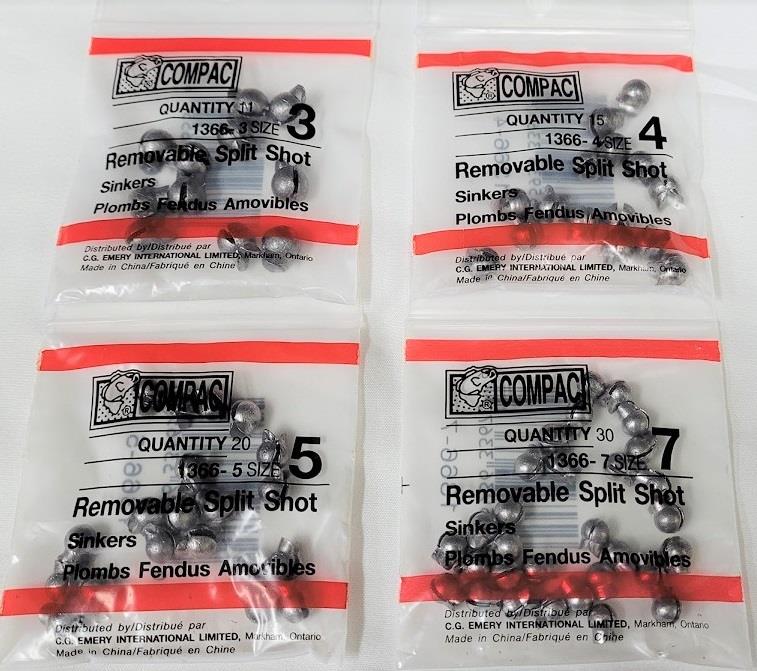 COMPAC
QUANTITY 11
1366-3 SIZE 3
Removable Split Shot
Sinkers
Plombs Fendus Amovibles
Distributed by/Distribué par
C.G. EMERY INTERNATIONAL LIMITED, Markham, Ontario
Made in China/Fabriqué en Chine
COMPAC
®
QUANTITY 15
1366-4 SIZE 4
Removable Split Shot
Sinkers
Plombs Fendus Amovibles
Distributed by/Distribué par
C.G. EMERY INTERNATIONAL LIMITED, Markham, Ontario
Made in China/Fabriqué en Chine
COMPAC
®
QUANTITY 20
1366-5 SIZE 5
Removable Split Shot
Sinkers
Plombs Fendus Amovibles
Distributed by/Distribué par
C.G. EMERY INTERNATIONAL LIMITED, Markham, Ontario
Made in China/Fabriqué en Chine
COMPAC
®
QUANTITY 30
1366-7 SIZE 7
Removable Split Shot
Sinkers
Plombs Fendus Amovibles
Distributed by/Distribué par
C.G. EMERY INTERNATIONAL LIMITED, Markham, Ontario
Made in China/Fabriqué en Chine